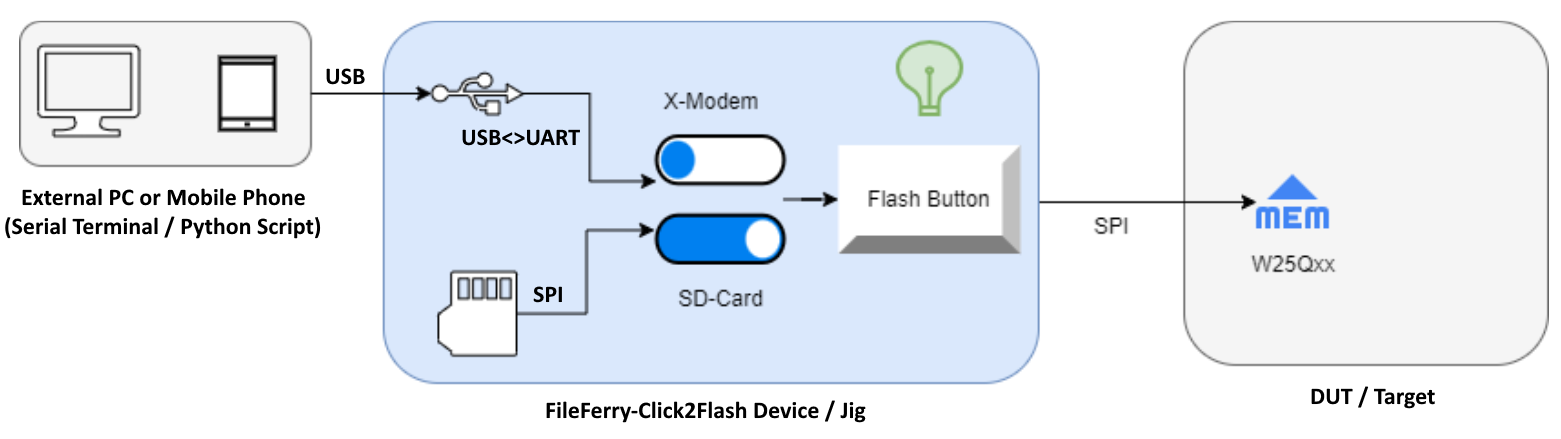 USB
External PC or Mobile Phone
(Serial Terminal / Python Script)
USB<>UART
SPI
X-Modem
SD-Card
Flash Button
FileFerry-Click2Flash Device / Jig
SPI
MEM
W25Qxx
DUT / Target